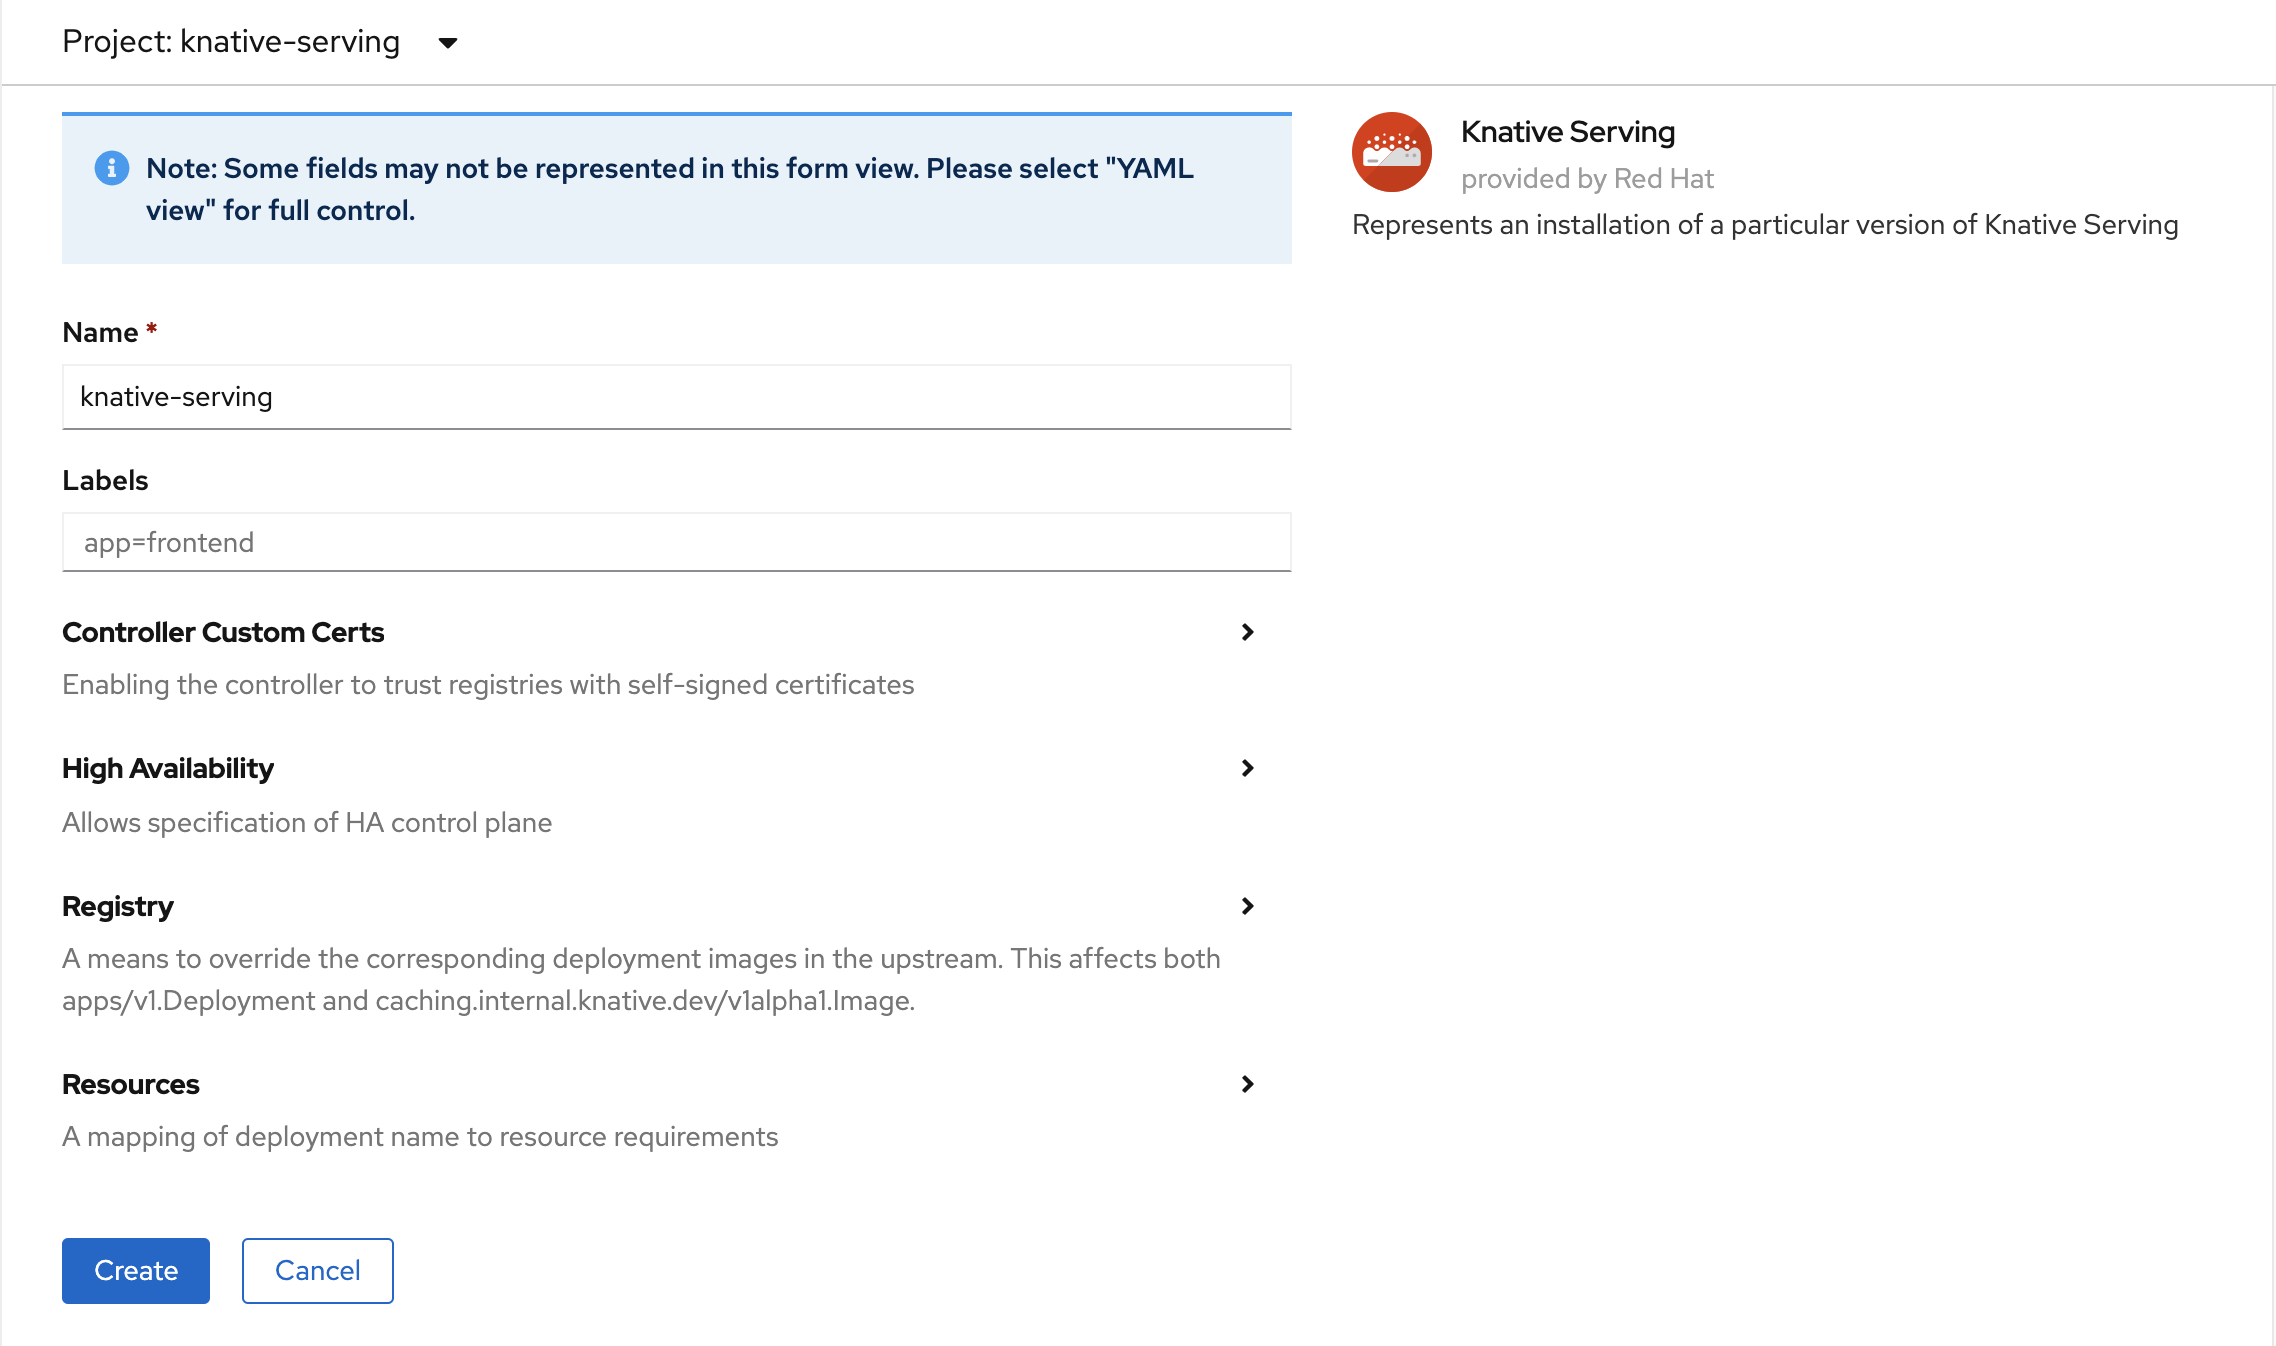 Project: knative-serving
Note: Some fields may not be represented in this form view. Please select "YAML
view" for full control.
Knative Serving
provided by Red Hat
Represents an installation of a particular version of Knative Serving
Name *
knative-serving
Labels
app=frontend
Controller Custom Certs
Enabling the controller to trust registries with self-signed certificates
High Availability
Allows specification of HA control plane
Registry
A means to override the corresponding deployment images in the upstream. This affects both
apps/v1.Deployment and caching.internal.knative.dev/v1alpha1.Image.
Resources
A mapping of deployment name to resource requirements
Create
Cancel